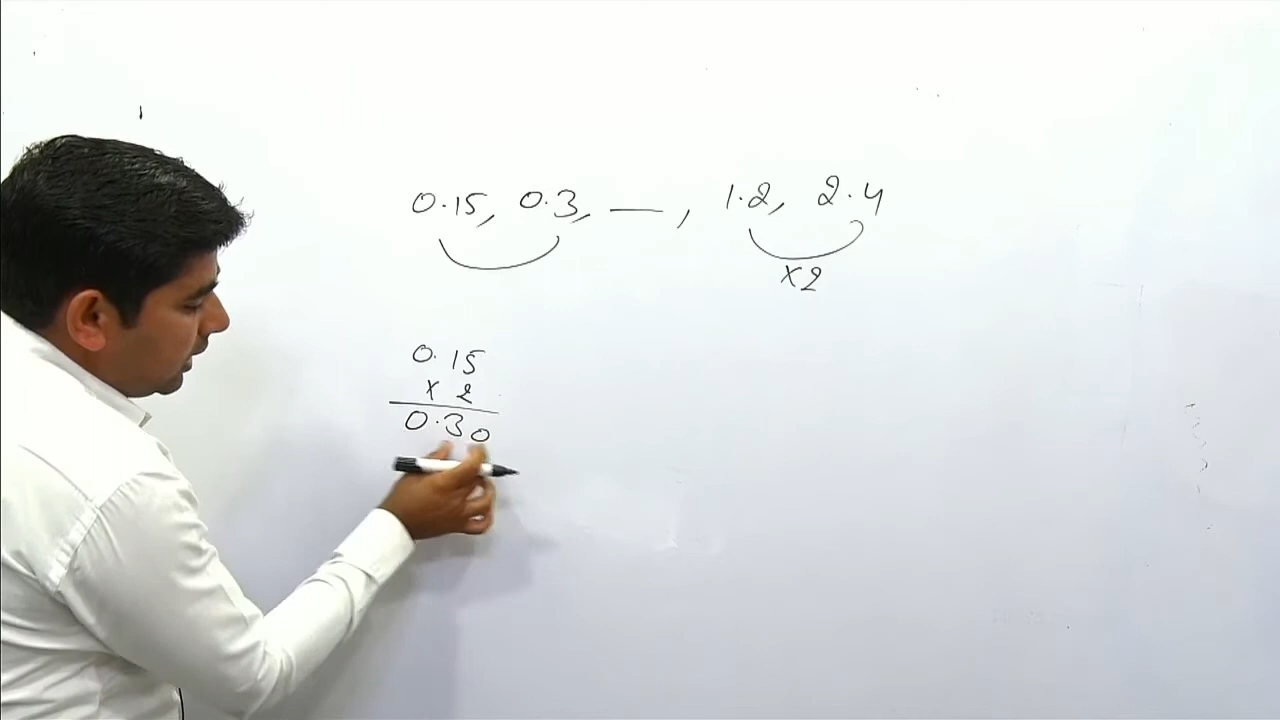 0.15, 0.3, —, 1.2, 2.4
×2
0.15
× 2
0.30